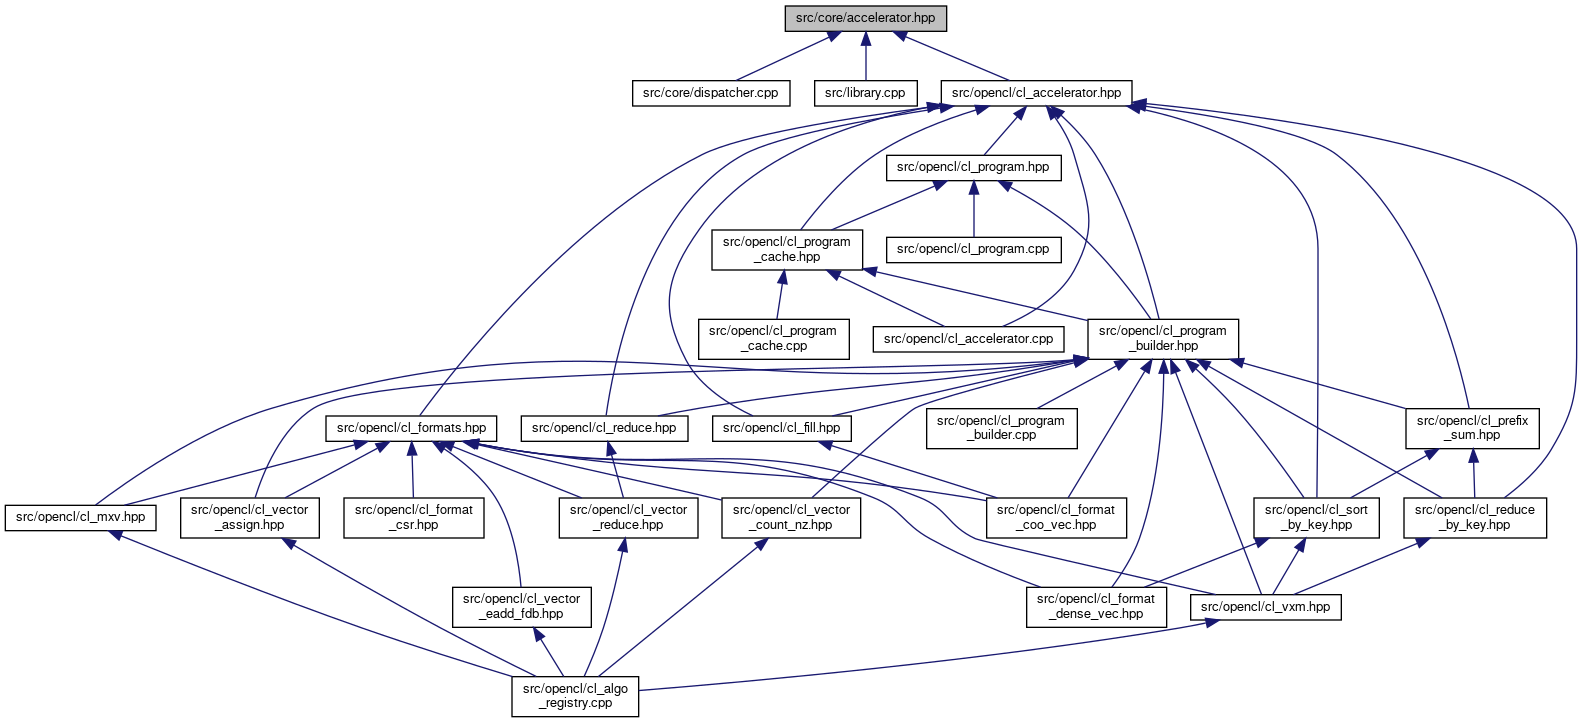 src/core/accelerator.hpp
src/core/dispatcher.cpp
src/library.cpp
src/opencl/cl_accelerator.hpp
src/opencl/cl_program.hpp
src/opencl/cl_program
_cache.hpp
src/opencl/cl_program.cpp
src/opencl/cl_program
_cache.cpp
src/opencl/cl_accelerator.cpp
src/opencl/cl_program
_builder.hpp
src/opencl/cl_formats.hpp
src/opencl/cl_reduce.hpp
src/opencl/cl_fill.hpp
src/opencl/cl_program
_builder.cpp
src/opencl/cl_prefix
_sum.hpp
src/opencl/cl_mxv.hpp
src/opencl/cl_vector
_assign.hpp
src/opencl/cl_format
_csr.hpp
src/opencl/cl_vector
_reduce.hpp
src/opencl/cl_vector
_count_nz.hpp
src/opencl/cl_format
_coo_vec.hpp
src/opencl/cl_sort
_by_key.hpp
src/opencl/cl_reduce
_by_key.hpp
src/opencl/cl_vector
_eadd_fdb.hpp
src/opencl/cl_format
_dense_vec.hpp
src/opencl/cl_vxm.hpp
src/opencl/cl_algo
_registry.cpp